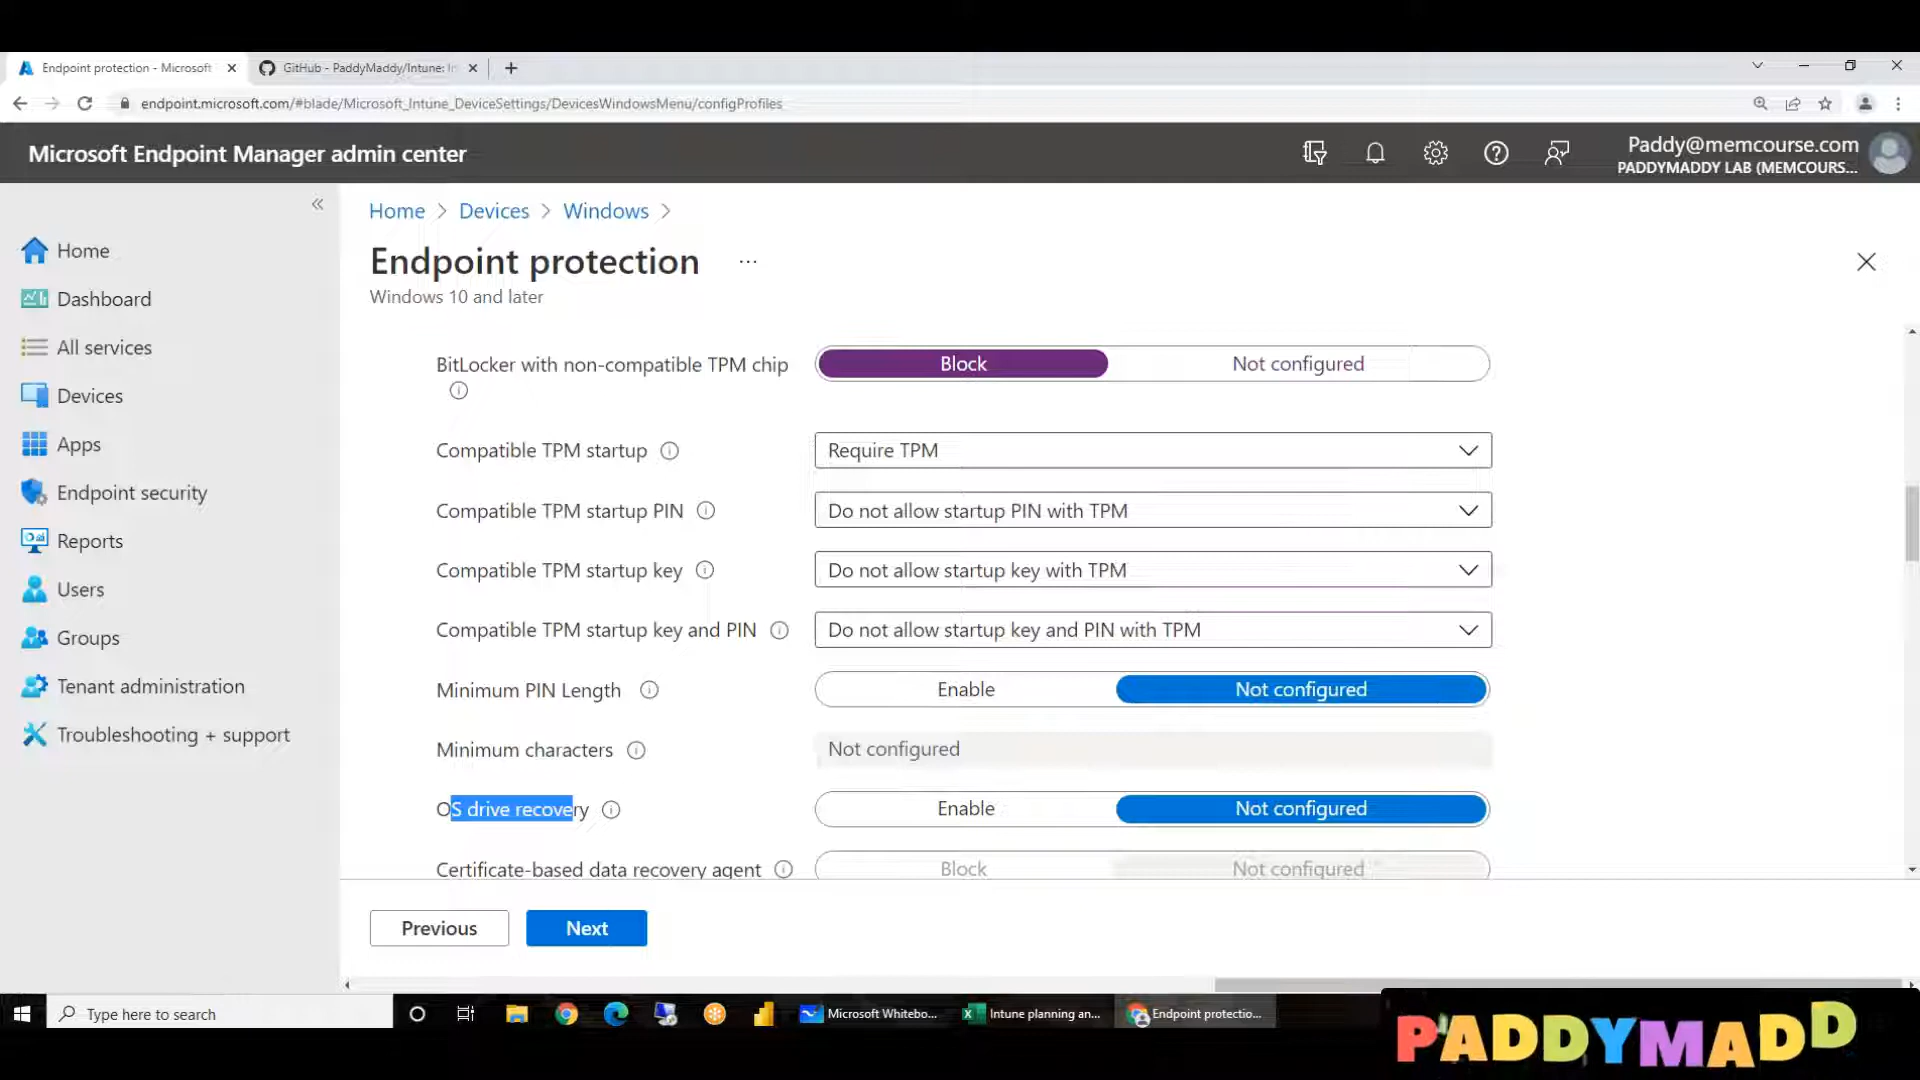 Endpoint protection - Microsoft
GitHub - PaddyMaddy/Intune: In
endpoint.microsoft.com/#blade/Microsoft_Intune_DeviceSettings/DevicesWindowsMenu/configProfiles
Microsoft Endpoint Manager admin center
Paddy@memcourse.com
PADDYMADDY LAB (MEMCOURS...
Home
Dashboard
All services
Devices
Apps
Endpoint security
Reports
Users
Groups
Tenant administration
Troubleshooting + support
Home > Devices > Windows >
Endpoint protection ...
Windows 10 and later
BitLocker with non-compatible TPM chip Block Not configured
Compatible TPM startup Require TPM
Compatible TPM startup PIN Do not allow startup PIN with TPM
Compatible TPM startup key Do not allow startup key with TPM
Compatible TPM startup key and PIN Do not allow startup key and PIN with TPM
Minimum PIN Length Enable Not configured
Minimum characters Not configured
OS drive recovery Enable Not configured
Certificate-based data recovery agent Block Not configured
Previous Next
Type here to search
Microsoft Whitebo...
Intune planning an...
Endpoint protectio...
PADDYMADD